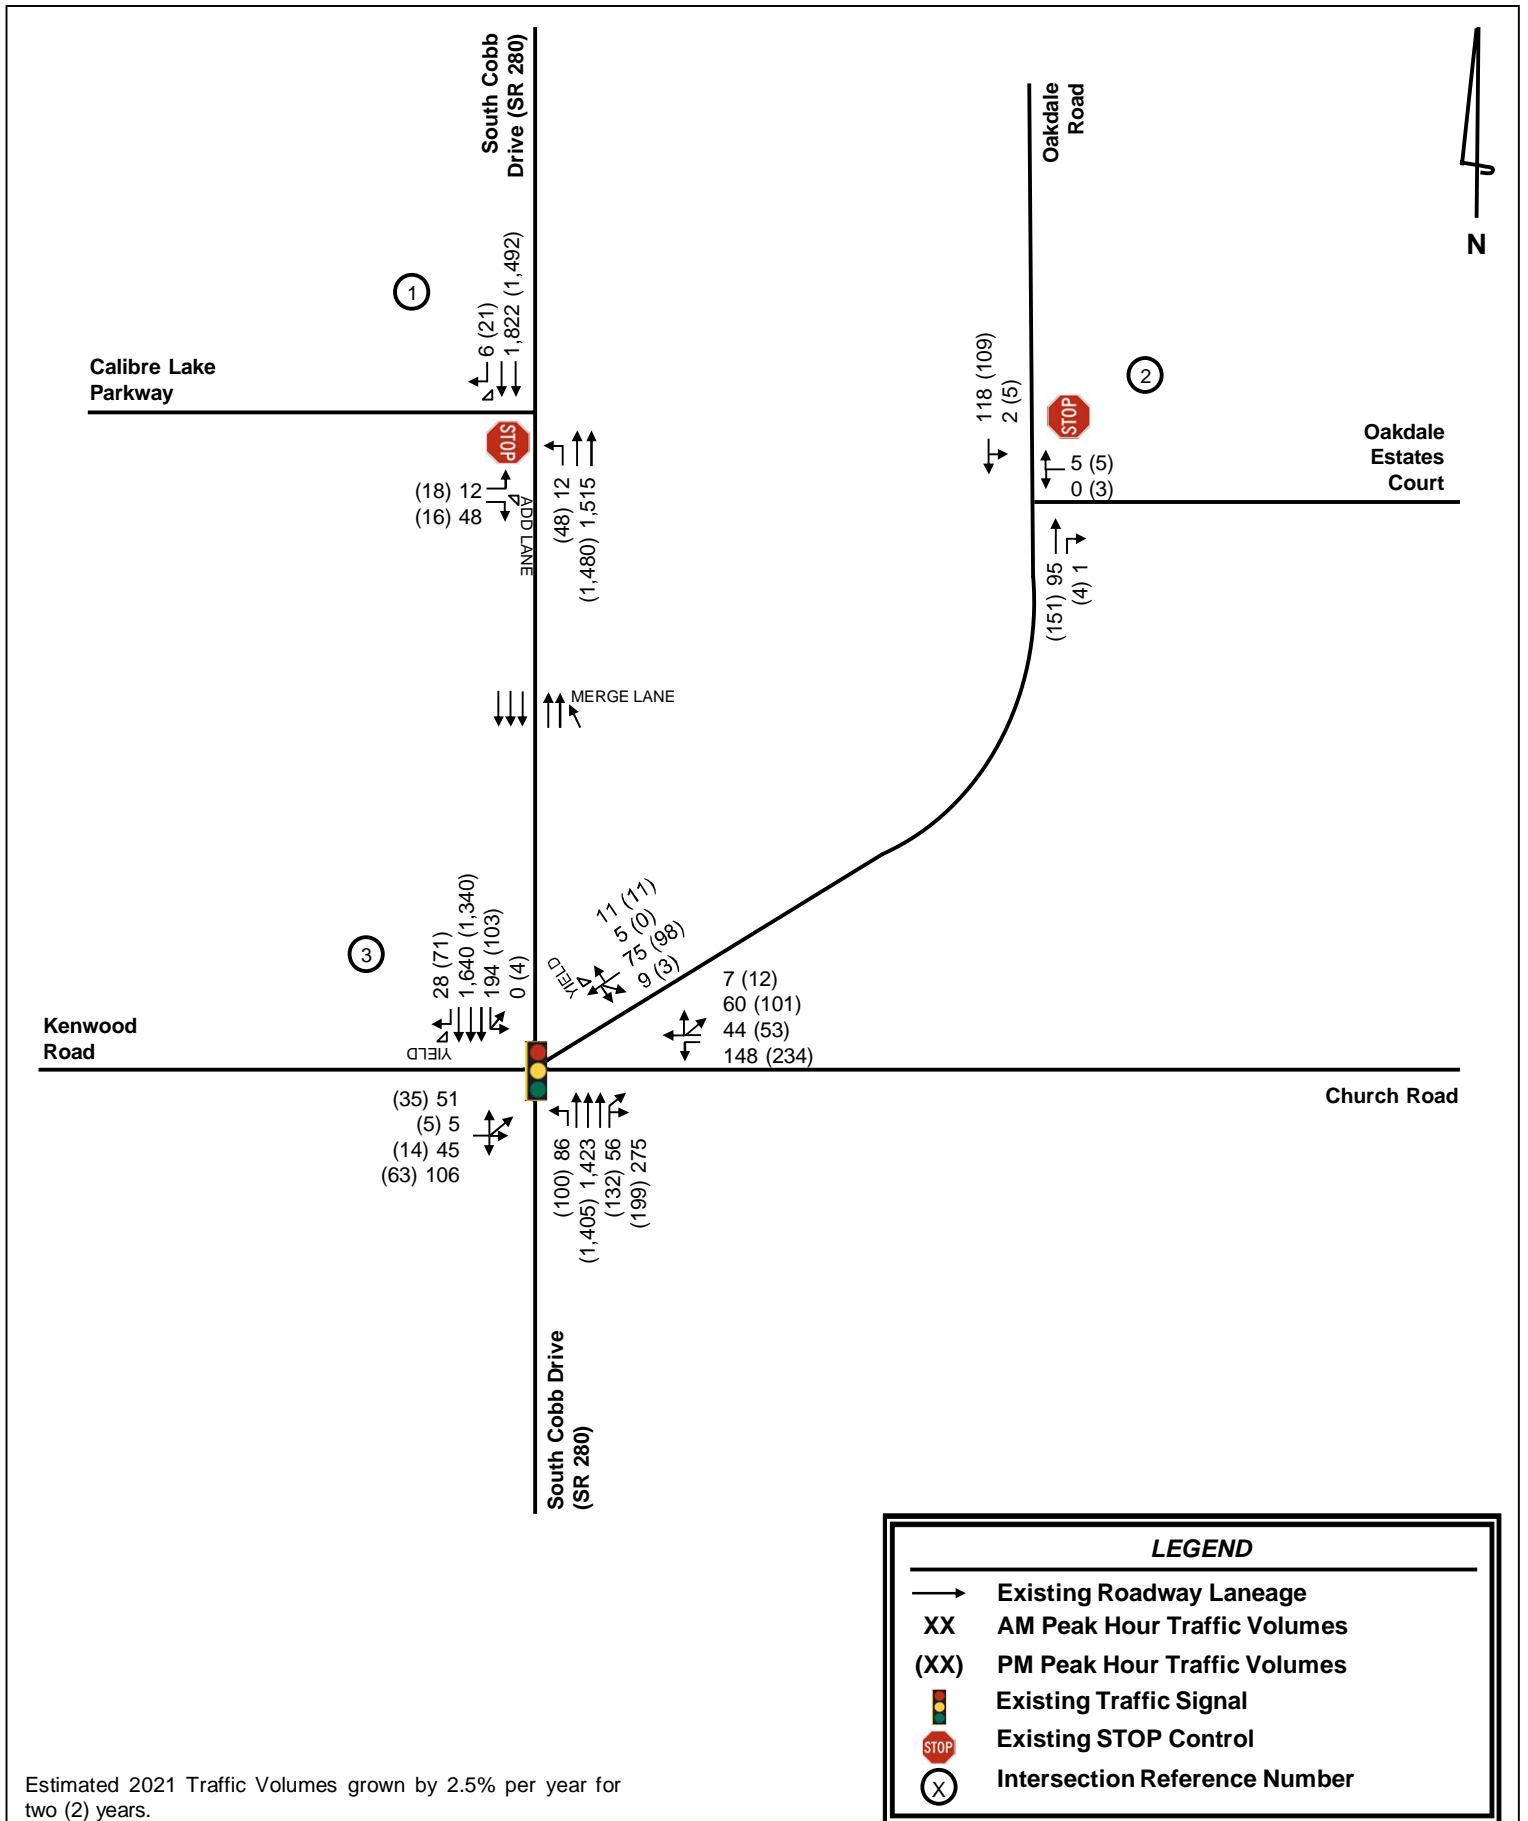 South Cobb
Drive (SR 280)
Oakdale
Road
N
1
6 (21)
1,822 (1,492)
Calibre Lake
Parkway
STOP
(18) 12
(16) 48
ADD LANE
(48) 12
(1,480) 1,515
118 (109)
2 (5)
STOP
2
5 (5)
0 (3)
Oakdale
Estates
Court
(151) 95
(4) 1
MERGE LANE
3
28 (71)
1,640 (1,340)
194 (103)
0 (4)
YIELD
11 (11)
5 (0)
75 (98)
9 (3)
YIELD
7 (12)
60 (101)
44 (53)
148 (234)
Kenwood
Road
Church Road
(35) 51
(5) 5
(14) 45
(63) 106
(100) 86
(1,405) 1,423
(132) 56
(199) 275
South Cobb Drive
(SR 280)
LEGEND
Existing Roadway Laneage
XX AM Peak Hour Traffic Volumes
(XX) PM Peak Hour Traffic Volumes
Existing Traffic Signal
STOP Existing STOP Control
X Intersection Reference Number
Estimated 2021 Traffic Volumes grown by 2.5% per year for
two (2) years.